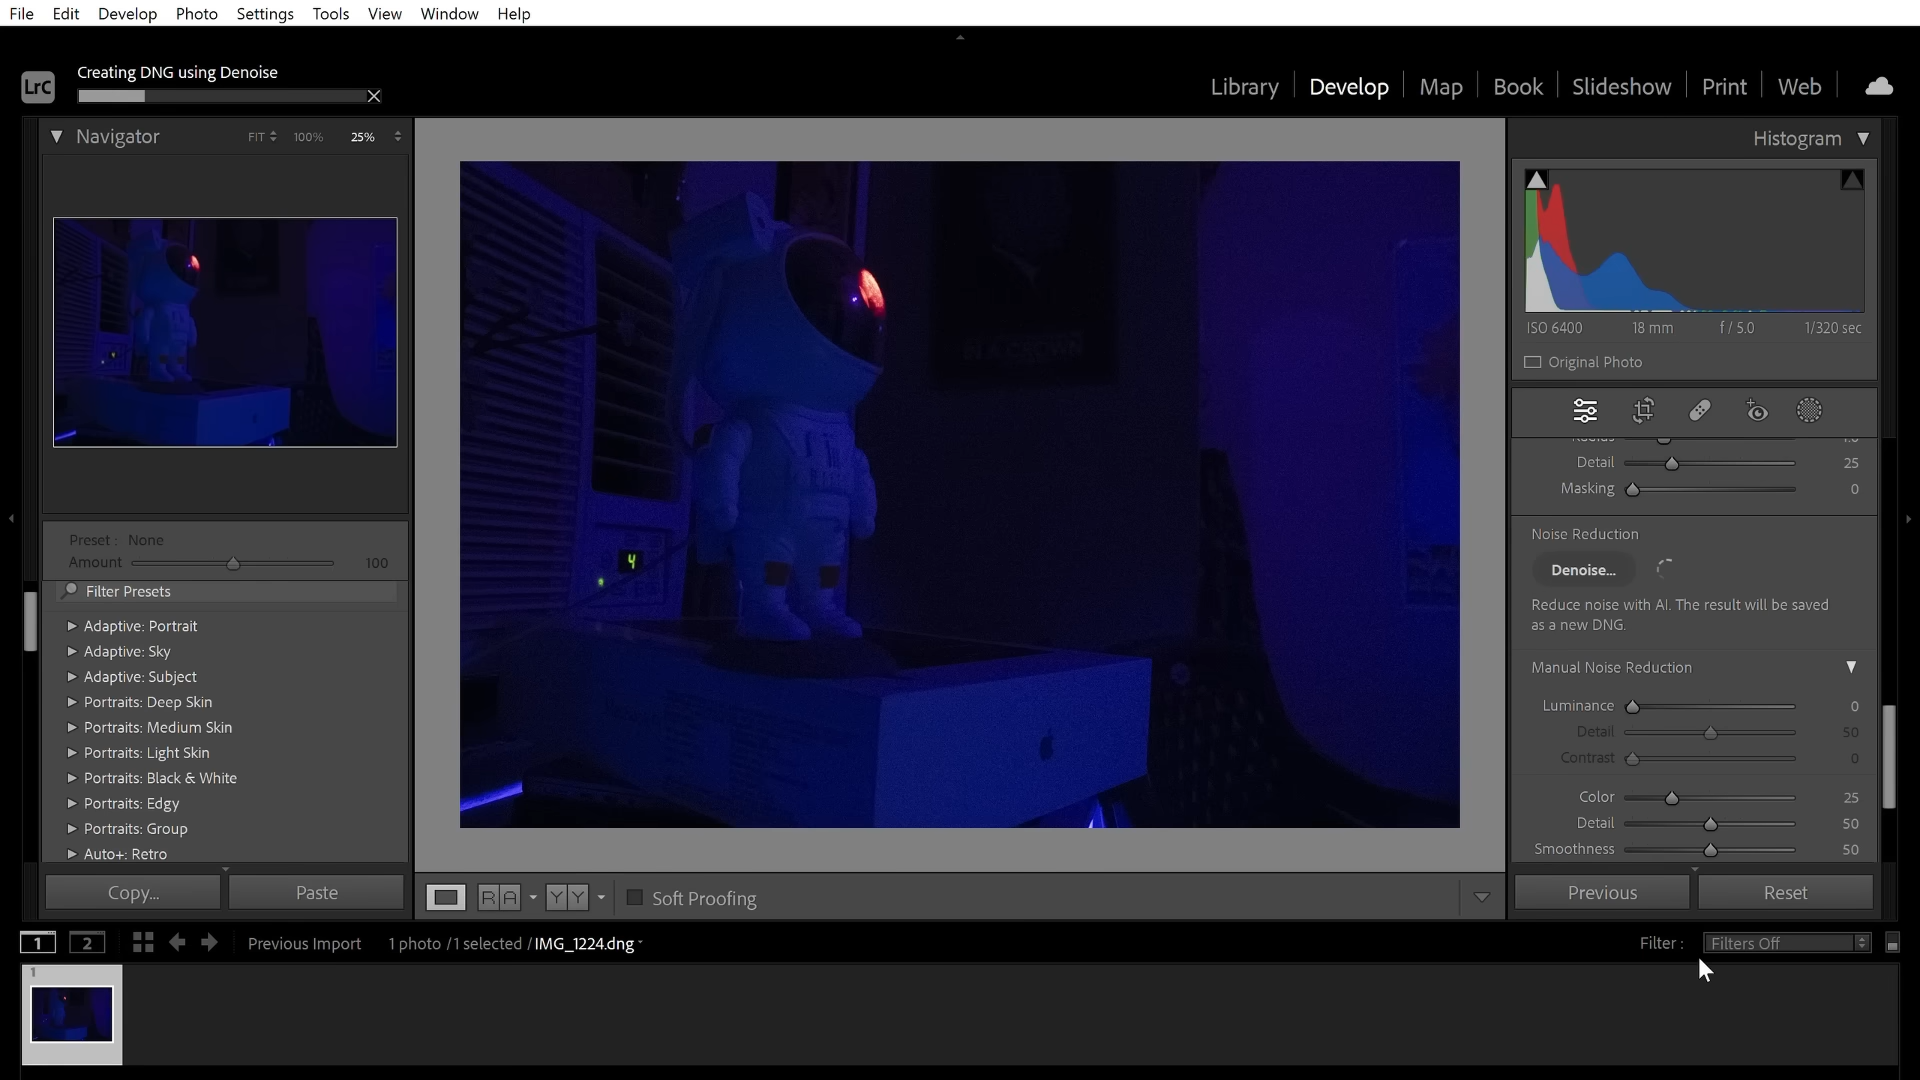 File Edit Develop Photo Settings Tools View Window Help
LrC
Creating DNG using Denoise
Library Develop Map Book Slideshow Print Web
Navigator FIT 100% 25%
Histogram
ISO 6400 18 mm f / 5.0 1/320 sec
Original Photo
Radius 1.0
Detail 25
Masking 0
Noise Reduction
Denoise...
Reduce noise with AI. The result will be saved
as a new DNG.
Manual Noise Reduction
Luminance 0
Detail 50
Contrast 0
Color 25
Detail 50
Smoothness 50
Previous Reset
Preset : None
Amount 100
Filter Presets
Adaptive: Portrait
Adaptive: Sky
Adaptive: Subject
Portraits: Deep Skin
Portraits: Medium Skin
Portraits: Light Skin
Portraits: Black & White
Portraits: Edgy
Portraits: Group
Auto+: Retro
Copy... Paste
4
R A Y Y Soft Proofing
1 2 Previous Import 1 photo / 1 selected / IMG_1224.dng
Filter : Filters Off
1